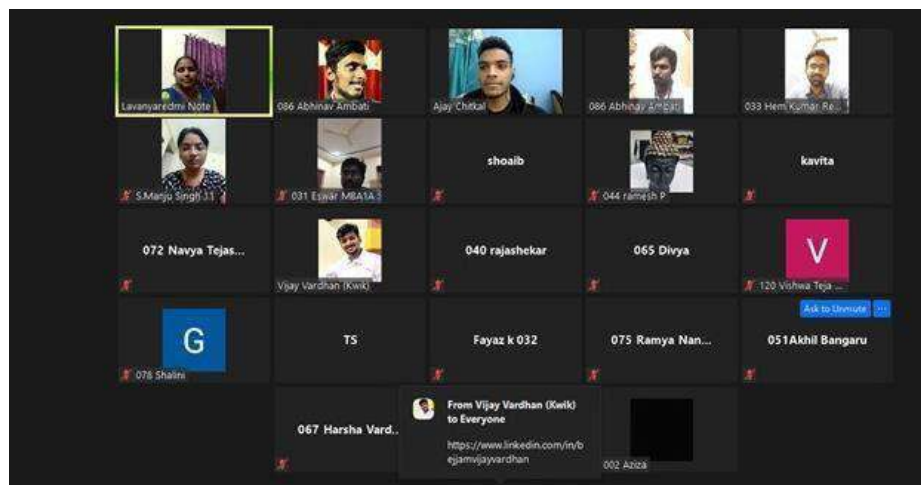 Lavanyaredmi Note
086 Abhinav Ambati
Ajay Chitkal
086 Abhinav Ambati
033 Hem Kumar Re...
S.Manju Singh
031 Eswar MBA1A
shoaib
044 ramesh P
kavita
072 Navya Tejas...
Vijay Vardhan (Kwik)
040 rajashekar
065 Divya
V
120 Vishwa Teja ...
G
078 Shalini
TS
Fayaz k 032
075 Ramya Nan...
Ask to Unmute ...
051Akhil Bangaru
067 Harsha Vard..
From Vijay Vardhan (Kwik)
to Everyone
https://www.linkedin.com/in/b
ejjamvijayvardhan
002 Aziza